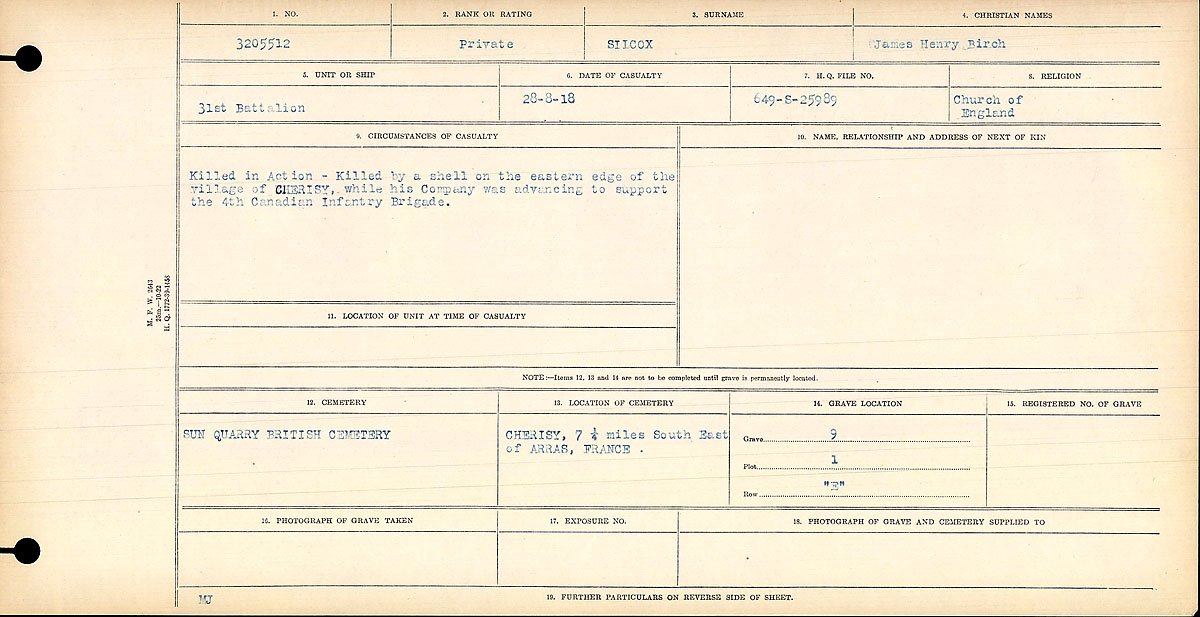 1. NO.
2. RANK OR RATING
3. SURNAME
4. CHRISTIAN NAMES
3205512
Private
SILCOX
James Henry Birch
5. UNIT OR SHIP
6. DATE OF CASUALTY
7. H. Q. FILE NO.
8. RELIGION
31st Battalion
28-8-18
649-S-25989
Church of
England
9. CIRCUMSTANCES OF CASUALTY
10. NAME, RELATIONSHIP AND ADDRESS OF NEXT OF KIN
Killed in Action - Killed by a shell on the eastern edge of the
village of CHERISY, while his Company was advancing to support
the 4th Canadian Infantry Brigade.
M. F. W. 2643
25m.-10-22
H. Q. 1772-39-1458
11. LOCATION OF UNIT AT TIME OF CASUALTY
NOTE:—Items 12, 13 and 14 are not to be completed until grave is permanently located.
12. CEMETERY
13. LOCATION OF CEMETERY
14. GRAVE LOCATION
15. REGISTERED NO. OF GRAVE
SUN QUARRY BRITISH CEMETERY
CHERISY, 7 ¼ miles South East
of ARRAS, FRANCE .
Grave 9
Plot 1
Row "E"
16. PHOTOGRAPH OF GRAVE TAKEN
17. EXPOSURE NO.
18. PHOTOGRAPH OF GRAVE AND CEMETERY SUPPLIED TO
MJ
19. FURTHER PARTICULARS ON REVERSE SIDE OF SHEET.